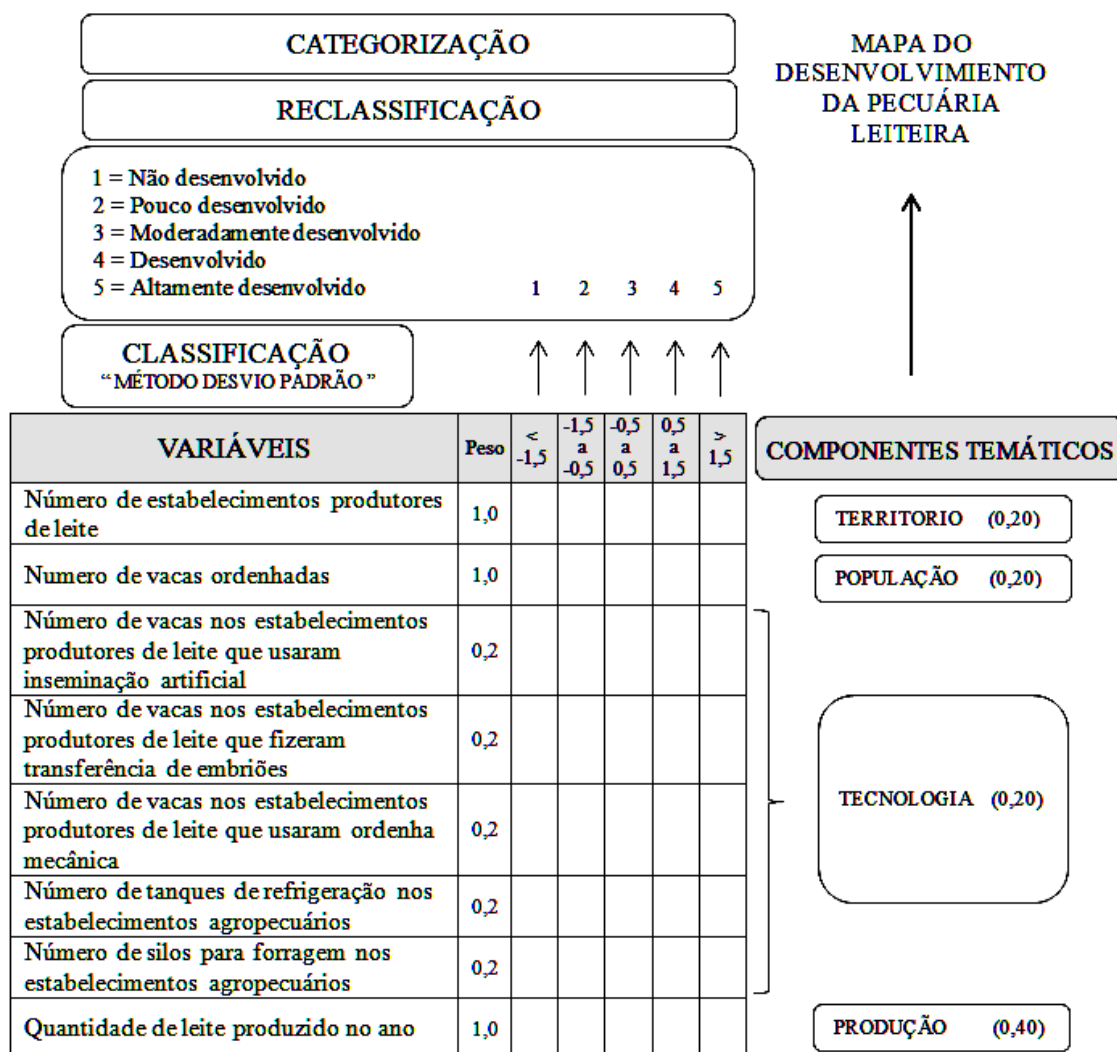 CATEGORIZAÇÃO
RECLASSIFICAÇÃO
1 = Não desenvolvido
2 = Pouco desenvolvido
3 = Moderadamente desenvolvido
4 = Desenvolvido
5 = Altamente desenvolvido
1 2 3 4 5
CLASSIFICAÇÃO
“MÉTODO DESVIO PADRÃO”
MAPA DO
DESENVOLVIMIENTO
DA PECUÁRIA
LEITEIRA
VARIÁVEIS
Peso
<
-1,5
-1,5
a
-0,5
-0,5
a
0,5
0,5
a
1,5
>
1,5
COMPONENTES TEMÁTICOS
Número de estabelecimentos produtores
de leite
1,0
TERRITORIO (0,20)
Numero de vacas ordenhadas
1,0
POPULAÇÃO (0,20)
Número de vacas nos estabelecimentos
produtores de leite que usaram
inseminação artificial
0,2
Número de vacas nos estabelecimentos
produtores de leite que fizeram
transferência de embriões
0,2
Número de vacas nos estabelecimentos
produtores de leite que usaram ordenha
mecânica
0,2
TECNOLOGIA (0,20)
Número de tanques de refrigeração nos
estabelecimentos agropecuários
0,2
Número de silos para forragem nos
estabelecimentos agropecuários
0,2
Quantidade de leite produzido no ano
1,0
PRODUÇÃO (0,40)